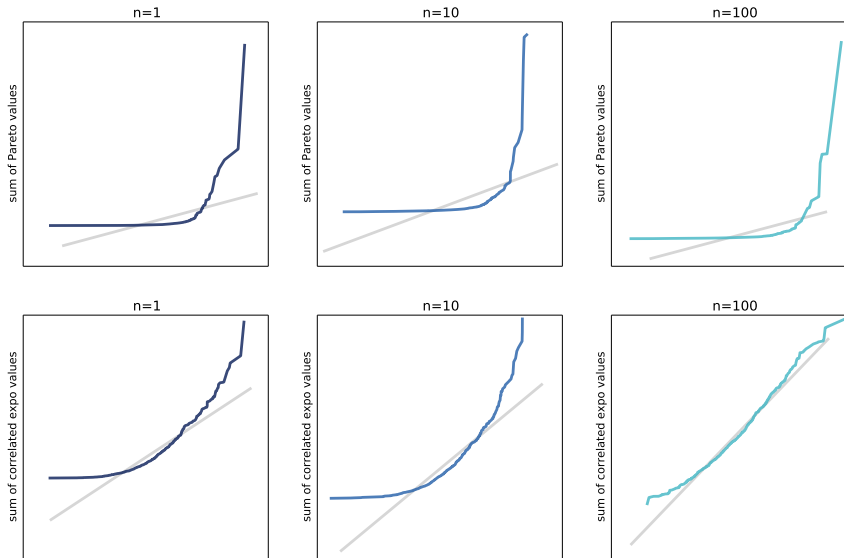 n=1
n=10
n=100
sum of Pareto values
sum of Pareto values
sum of Pareto values
n=1
n=10
n=100
sum of correlated expo values
sum of correlated expo values
sum of correlated expo values